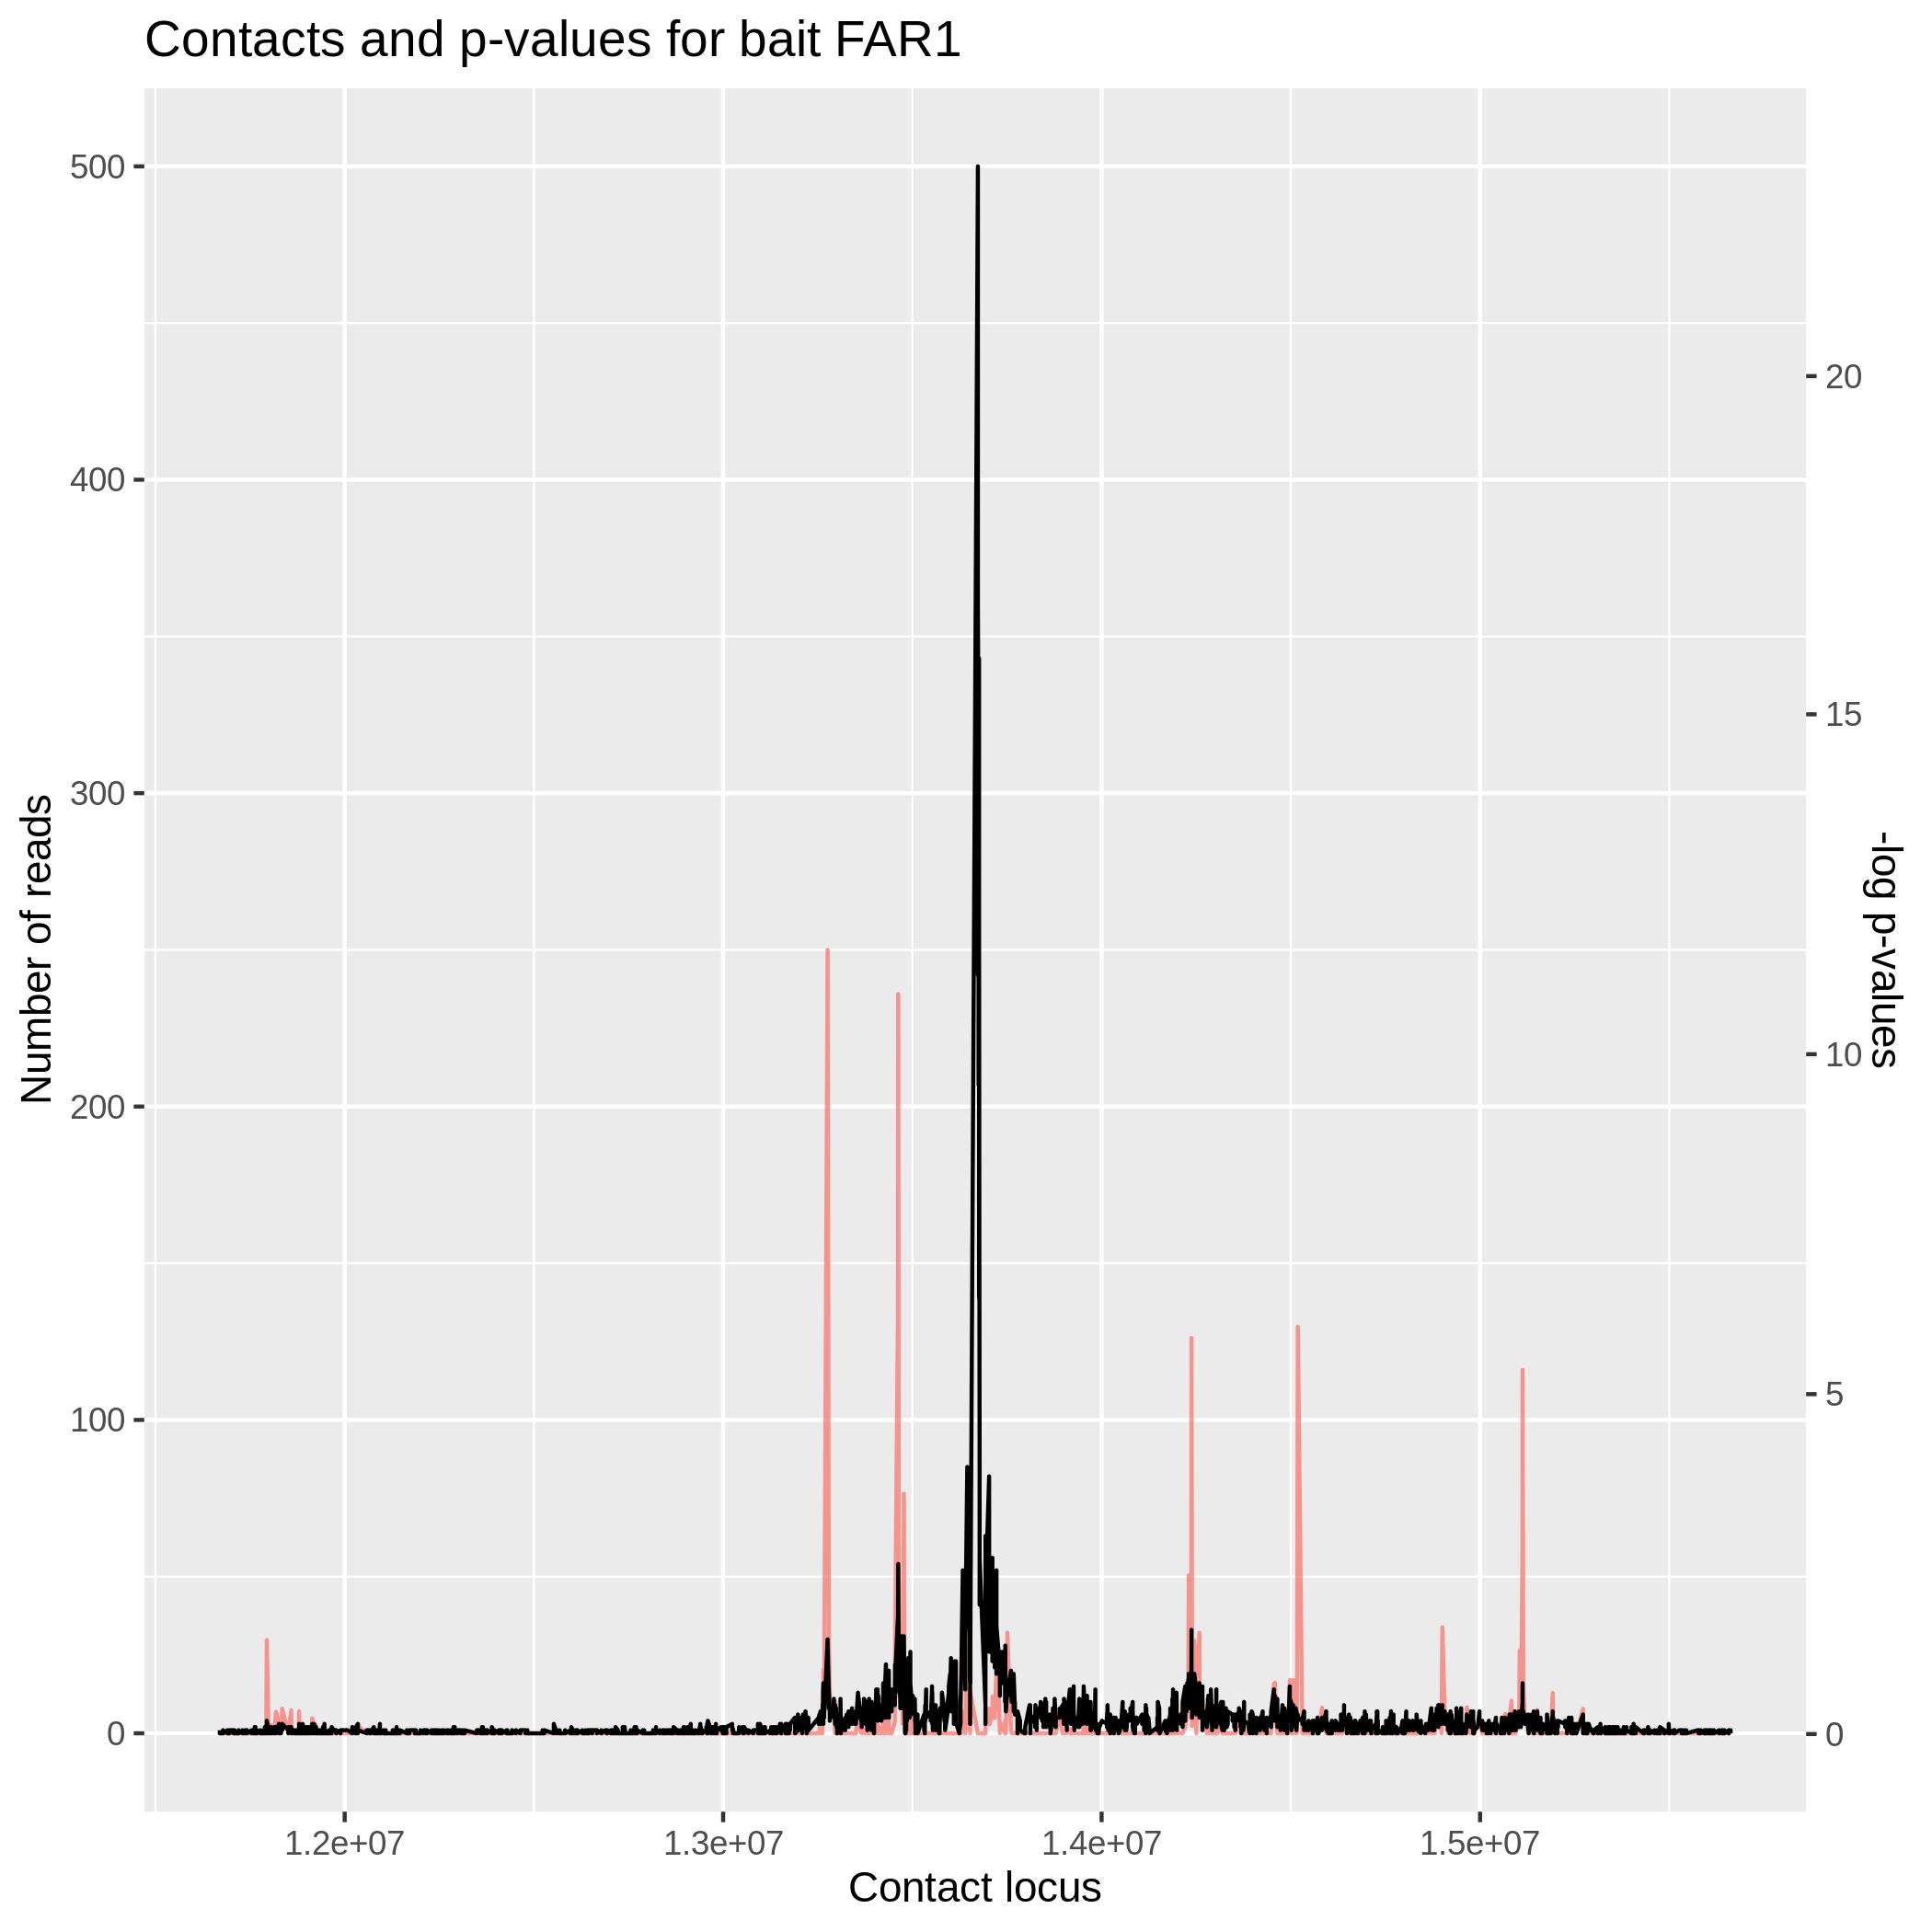 Contacts and p-values for bait FAR1
500
400
300
200
100
0
Number of reads
20
15
10
5
0
-log p-values
1.2e+07
1.3e+07
1.4e+07
1.5e+07
Contact locus